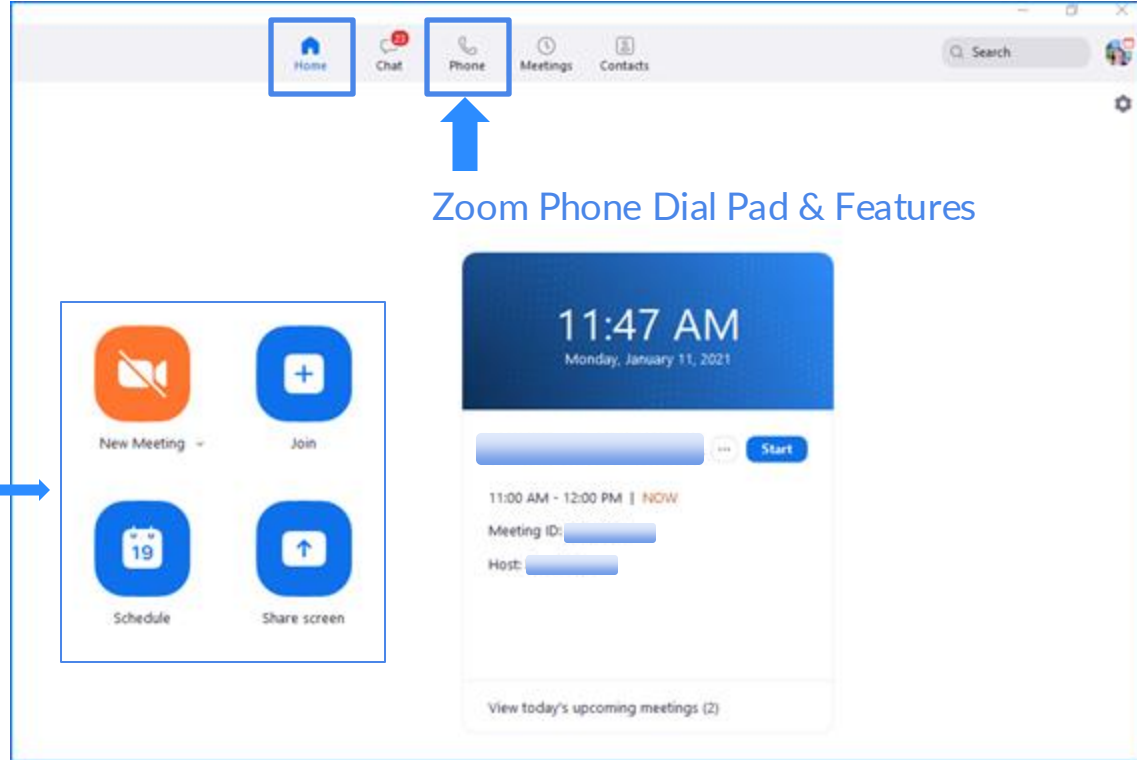 23
Home Chat Phone Meetings Contacts
Search
Zoom Phone Dial Pad & Features
11:47 AM
Monday, January 11, 2021
New Meeting Join
Start
11:00 AM - 12:00 PM | NOW
Meeting ID:
19
Host:
Schedule Share screen
View today's upcoming meetings (2)